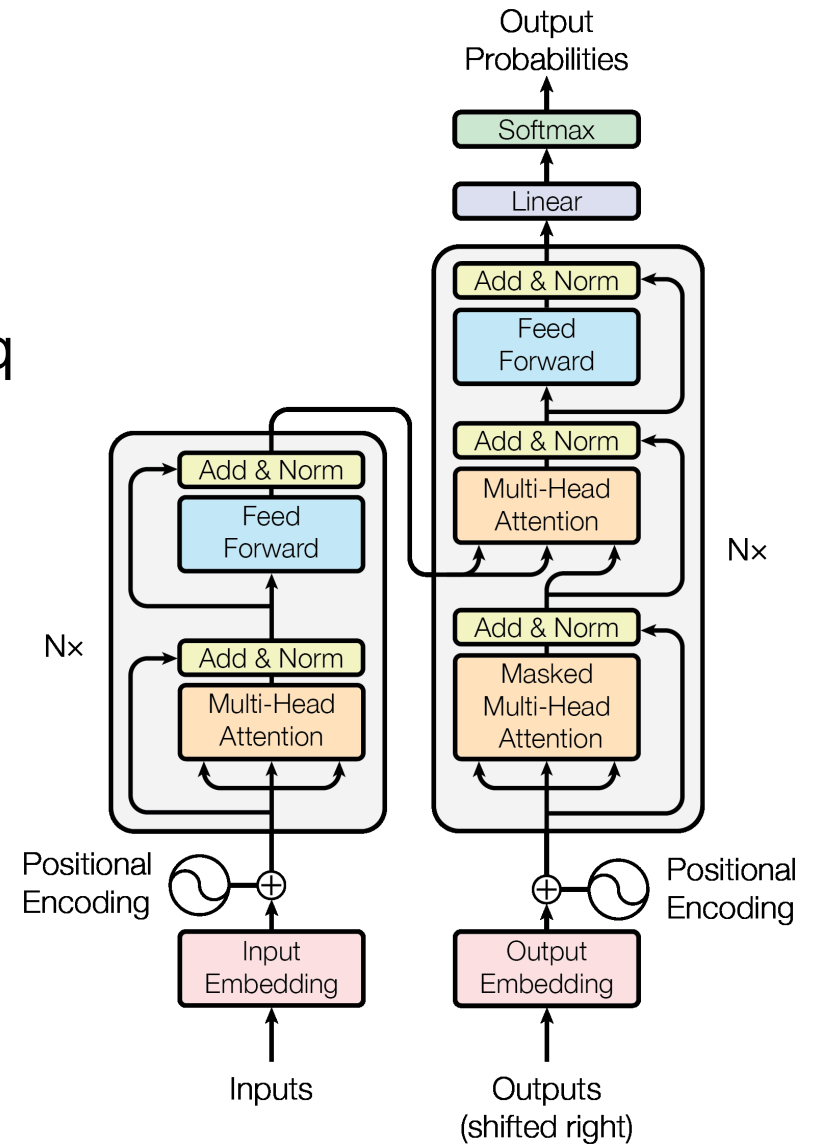 Output
Probabilities
Softmax
Linear
Add & Norm
Feed
Forward
Add & Norm
Multi-Head
Attention
Add & Norm
Masked
Multi-Head
Attention
Nx
q
Add & Norm
Feed
Forward
Add & Norm
Multi-Head
Attention
Nx
Positional
Encoding
Positional
Encoding
Input
Embedding
Output
Embedding
Inputs
Outputs
(shifted right)